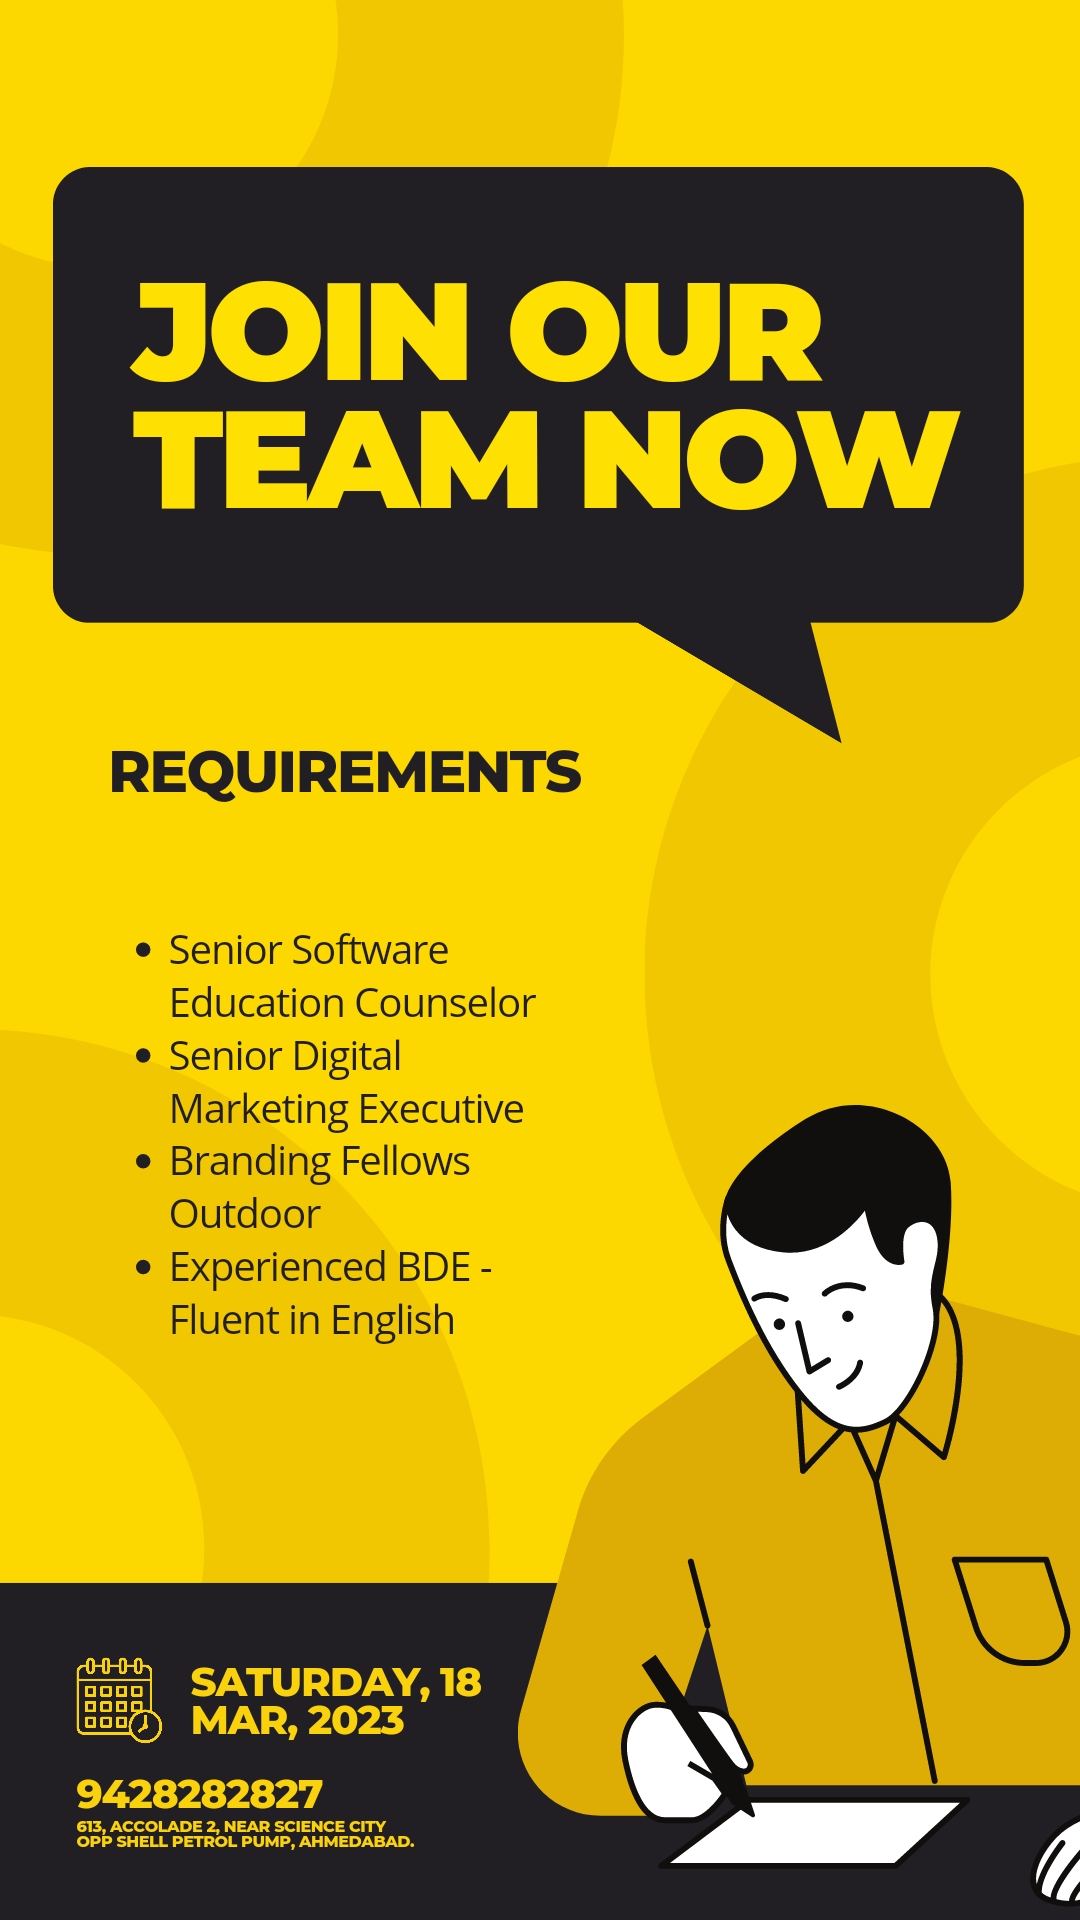 JOIN OUR
TEAM NOW
REQUIREMENTS
• Senior Software
Education Counselor
• Senior Digital
Marketing Executive
• Branding Fellows
Outdoor
• Experienced BDE -
Fluent in English
SATURDAY, 18
MAR, 2023
9428282827
613, ACCOLADE 2, NEAR SCIENCE CITY
OPP SHELL PETROL PUMP, AHMEDABAD.